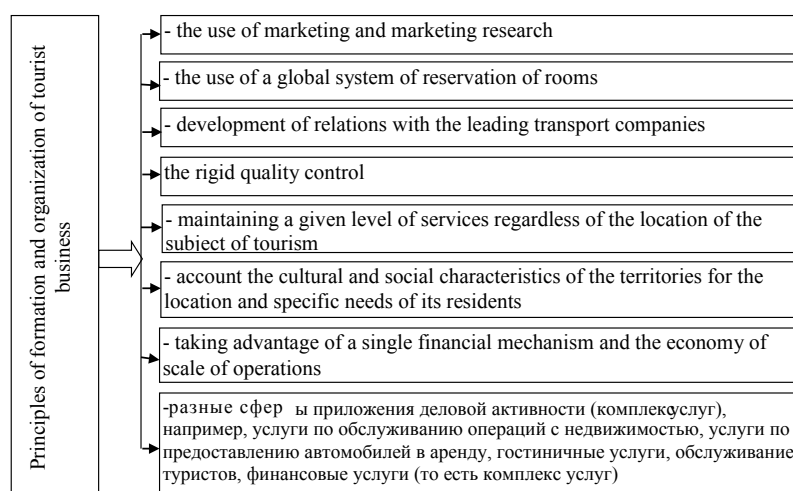 Principles of formation and organization of tourist
business
- the use of marketing and marketing research
- the use of a global system of reservation of rooms
- development of relations with the leading transport companies
the rigid quality control
- maintaining a given level of services regardless of the location of the
subject of tourism
- account the cultural and social characteristics of the territories for the
location and specific needs of its residents
- taking advantage of a single financial mechanism and the economy of
scale of operations
-разные сфер ы приложения деловой активности (комплекс услуг),
например, услуги по обслуживанию операций с недвижимостью, услуги по
предоставлению автомобилей в аренду, гостиничные услуги, обслуживание
туристов, финансовые услуги (то есть комплекс услуг)